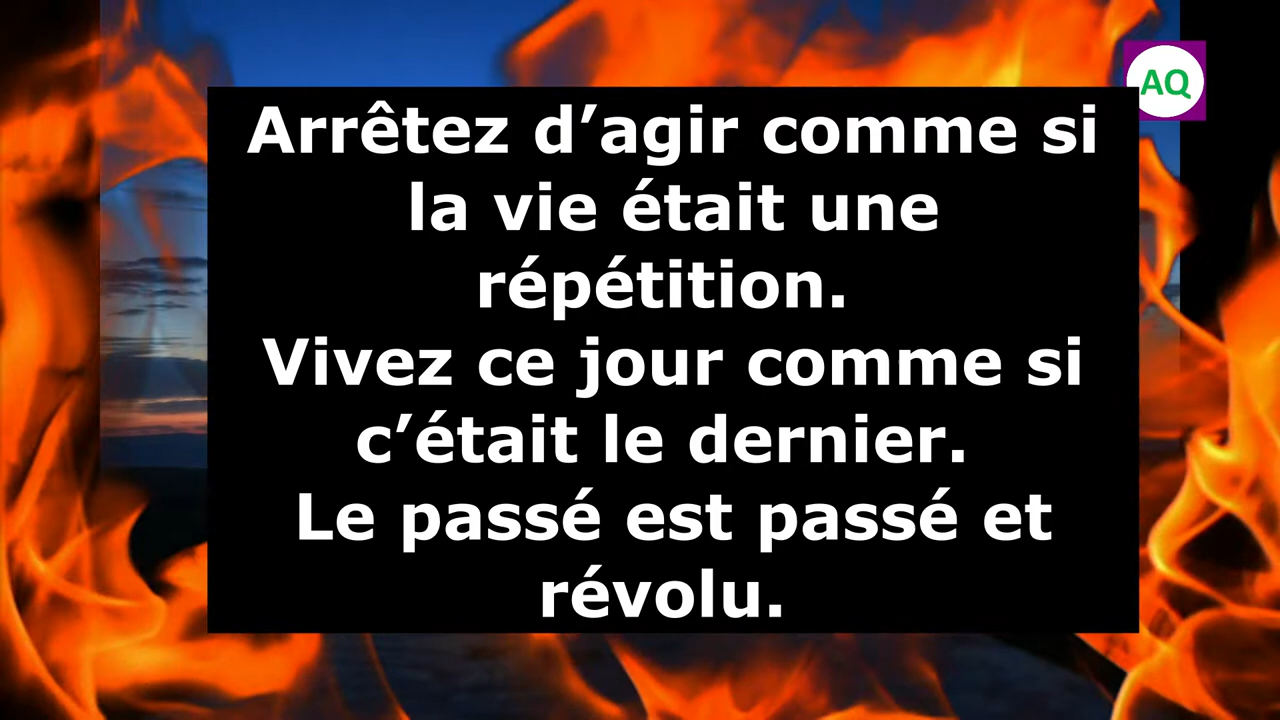 AQ
Arrêtez d’agir comme si
la vie était une
répétition.
Vivez ce jour comme si
c’était le dernier.
Le passé est passé et
révolu.